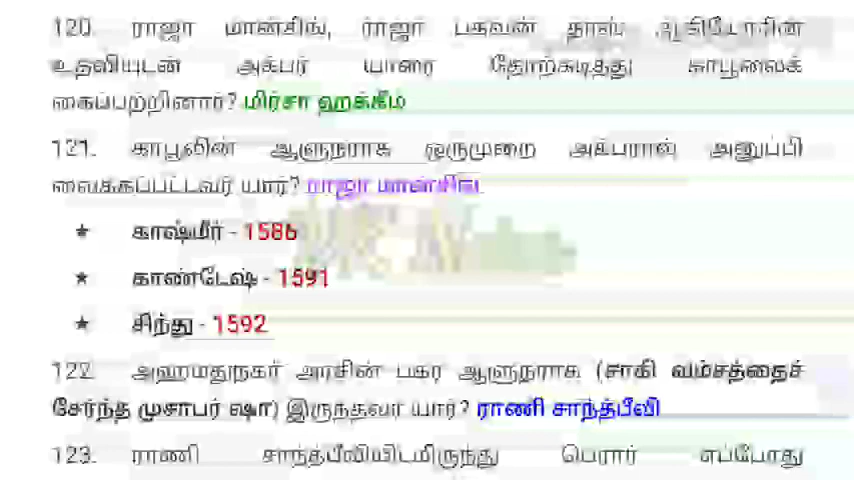 120. ராஜா மான்சிங், ராஜா பகவன் தாஸ் ஆகியோரின்
உதவியுடன் அக்பர் யாரை தோற்கடித்து காபூலைக்
கைப்பற்றினார்? மிர்சா ஹக்கீம்
121. காபூலின் ஆளுநராக ஒருமுறை அக்பரால் அனுப்பி
வைக்கப்பட்டவர் யார்? ராஜா மான்சிங்
★ காஷ்மீர் - 1586
★ காண்டேஷ் - 1591
★ சிந்து - 1592
122. அஹமதுநகர் அரசின் பகர ஆளுநராக (சாகி வம்சத்தைச்
சேர்ந்த முசாபர் ஷா) இருந்தவர் யார்? ராணி சாந்த்பீவி
123. ராணி சாந்த்பீவியிடமிருந்து பெரார் எப்போது